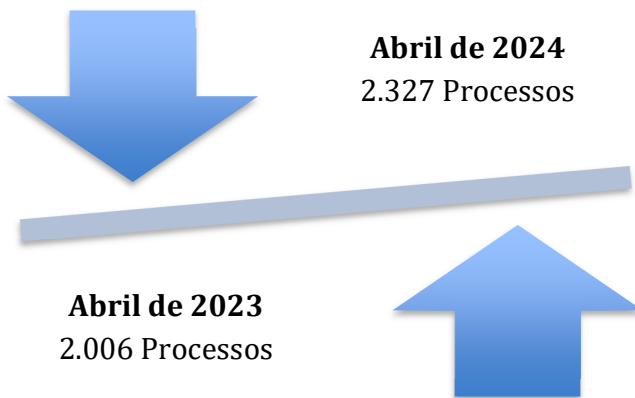 Abril de 2024
2.327 Processos
Abril de 2023
2.006 Processos